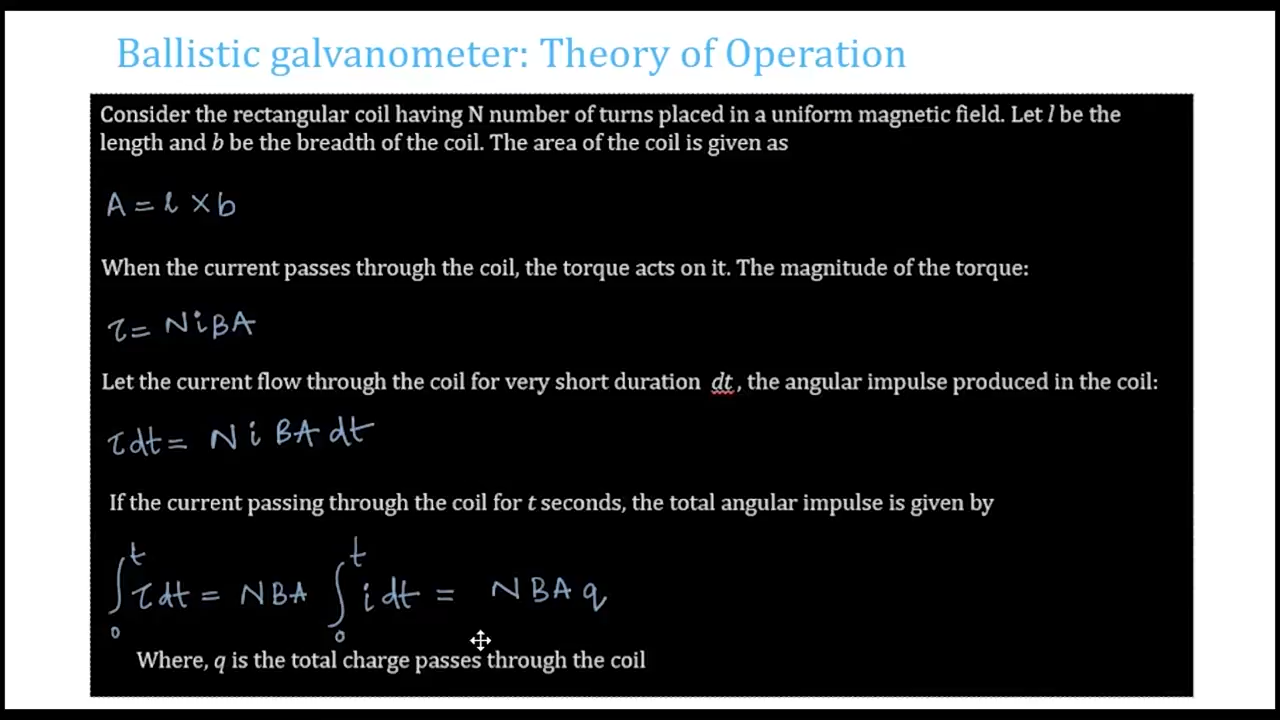 Ballistic galvanometer: Theory of Operation
Consider the rectangular coil having N number of turns placed in a uniform magnetic field. Let l be the
length and b be the breadth of the coil. The area of the coil is given as
A = l × b
When the current passes through the coil, the torque acts on it. The magnitude of the torque:
τ = NiBA
Let the current flow through the coil for very short duration dt, the angular impulse produced in the coil:
τdt = NiBAdt
If the current passing through the coil for t seconds, the total angular impulse is given by
∫₀ᵗ τdt = NBA ∫₀ᵗ idt = NBAq
Where, q is the total charge passes through the coil